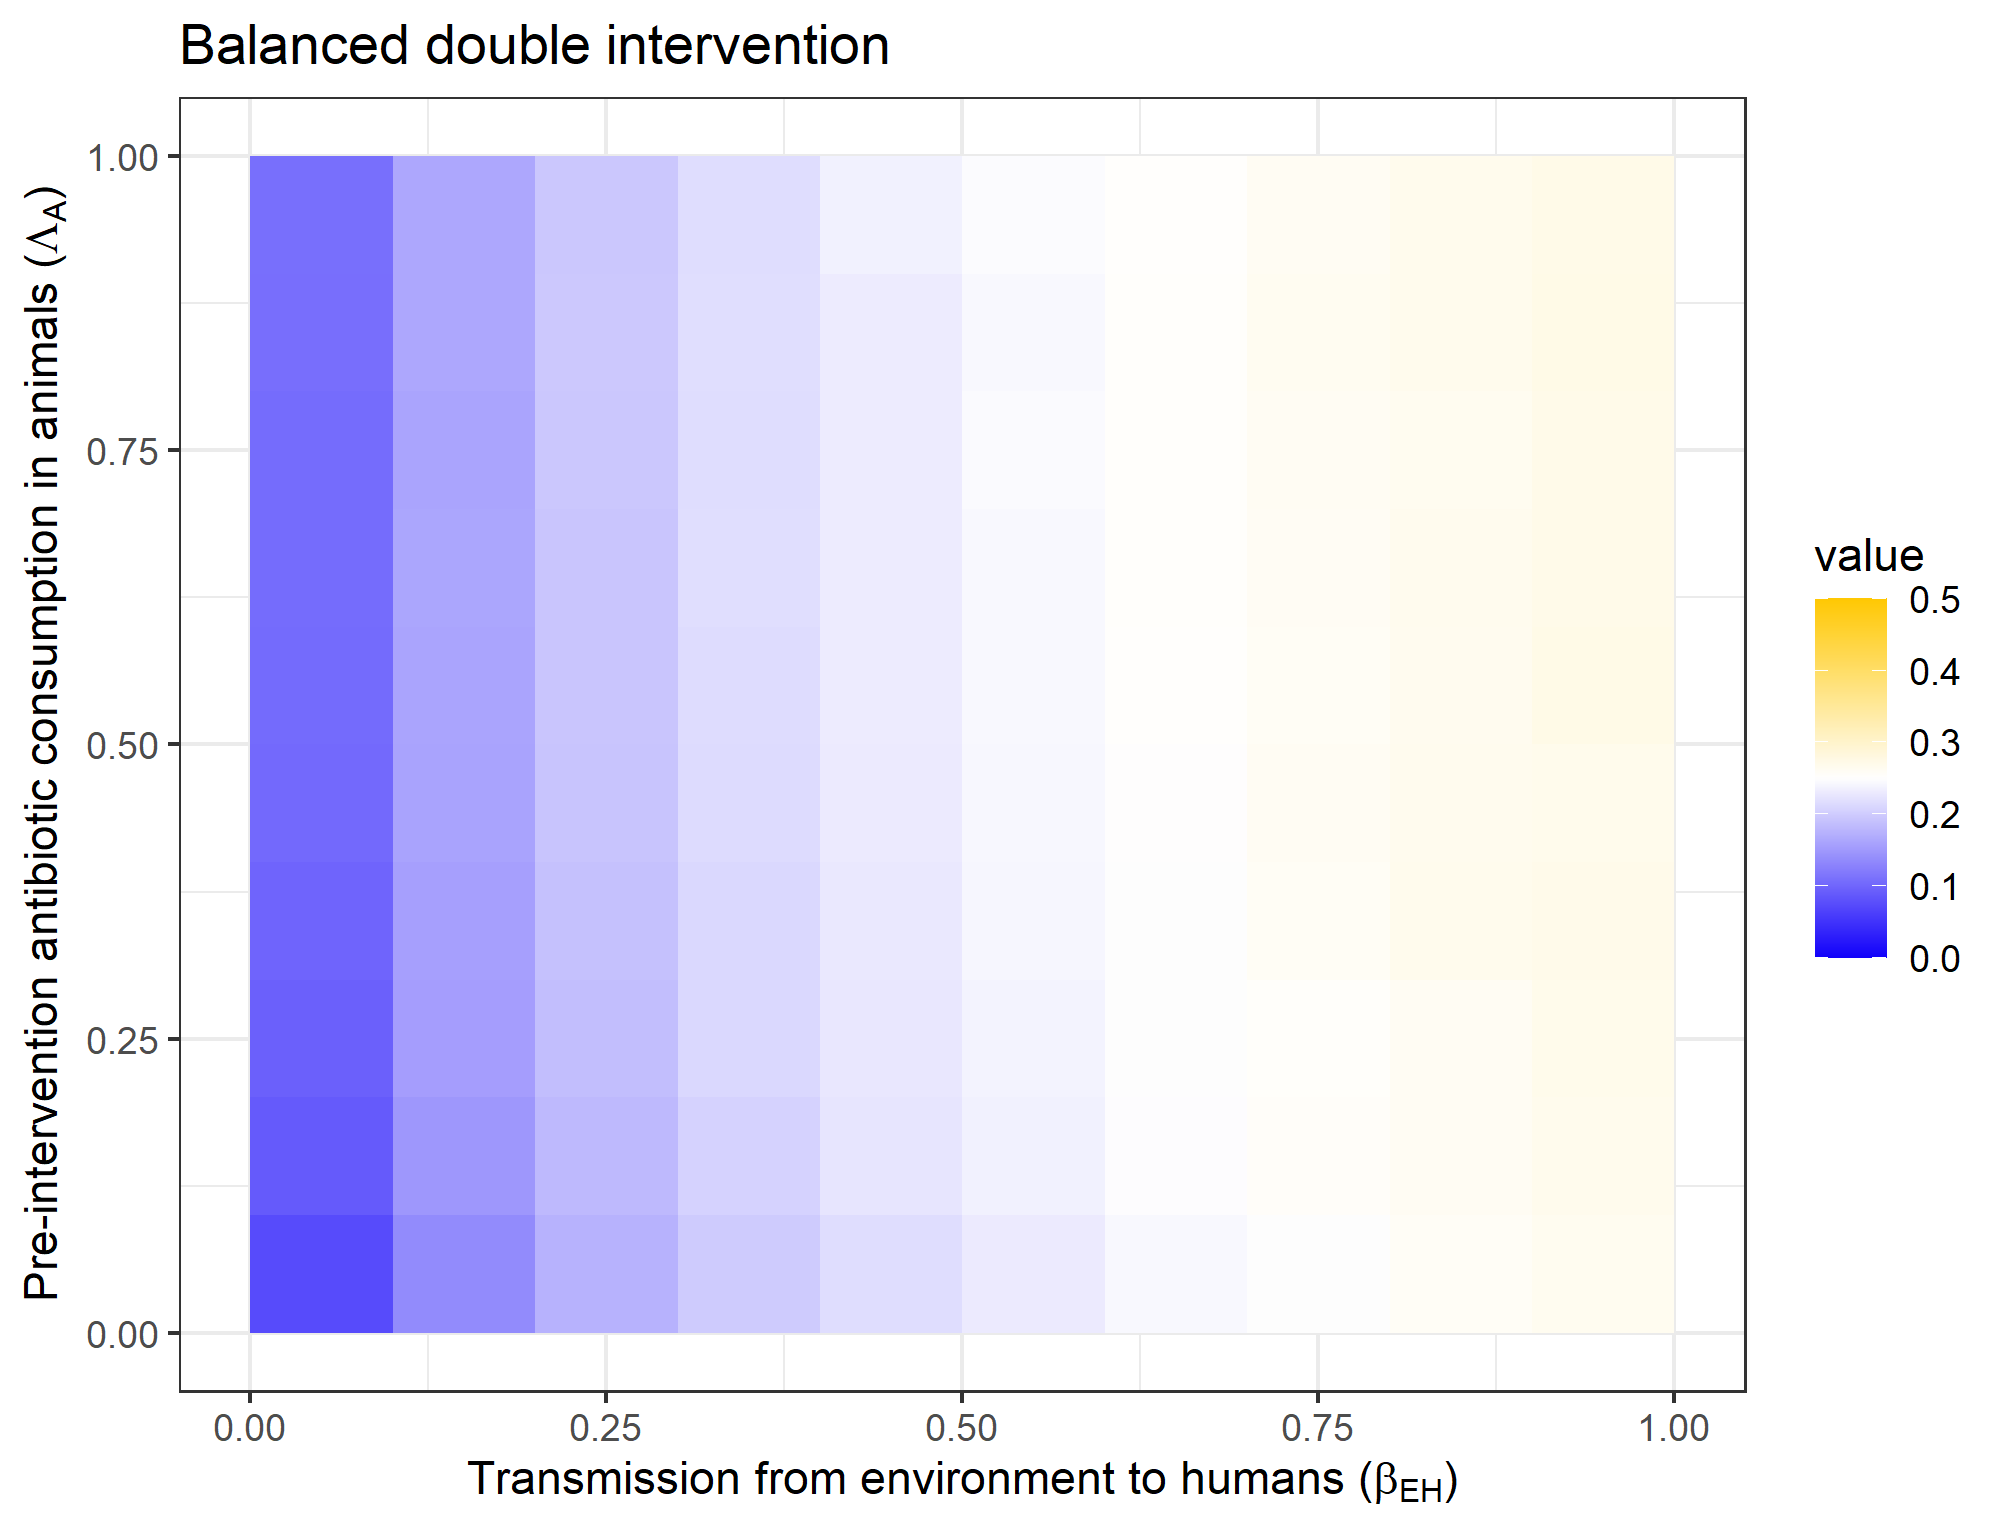 Balanced double intervention
Pre-intervention antibiotic consumption in animals (Λ_A)
1.00
0.75
0.50
0.25
0.00
0.00 0.25 0.50 0.75 1.00
Transmission from environment to humans (β_EH)
value
0.5
0.4
0.3
0.2
0.1
0.0